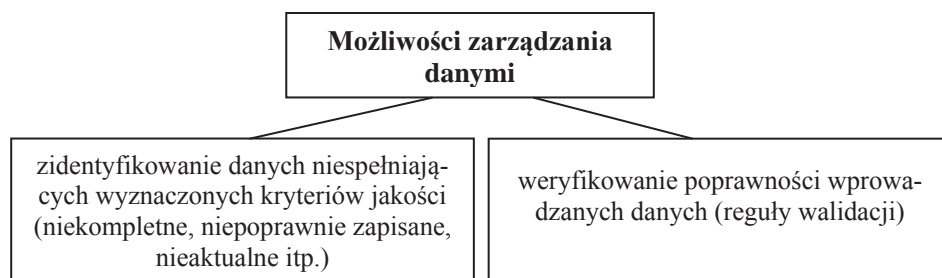 Możliwości zarządzania
danymi
zidentyfikowanie danych niespełniają-
cych wyznaczonych kryteriów jakości
(niekompletne, niepoprawnie zapisane,
nieaktualne itp.)
weryfikowanie poprawności wprowa-
dzanych danych (reguły walidacji)